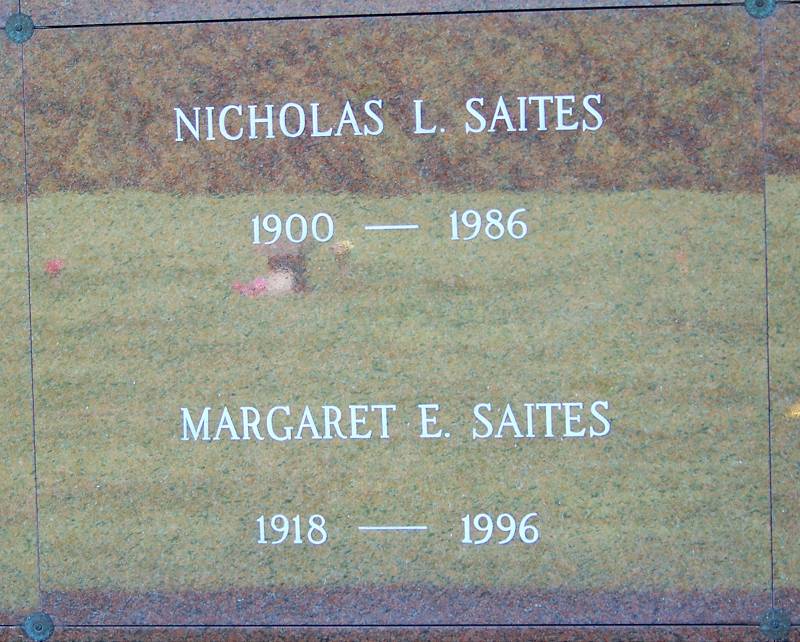 NICHOLAS L. SAITES
1900 — 1986
MARGARET E. SAITES
1918 — 1996